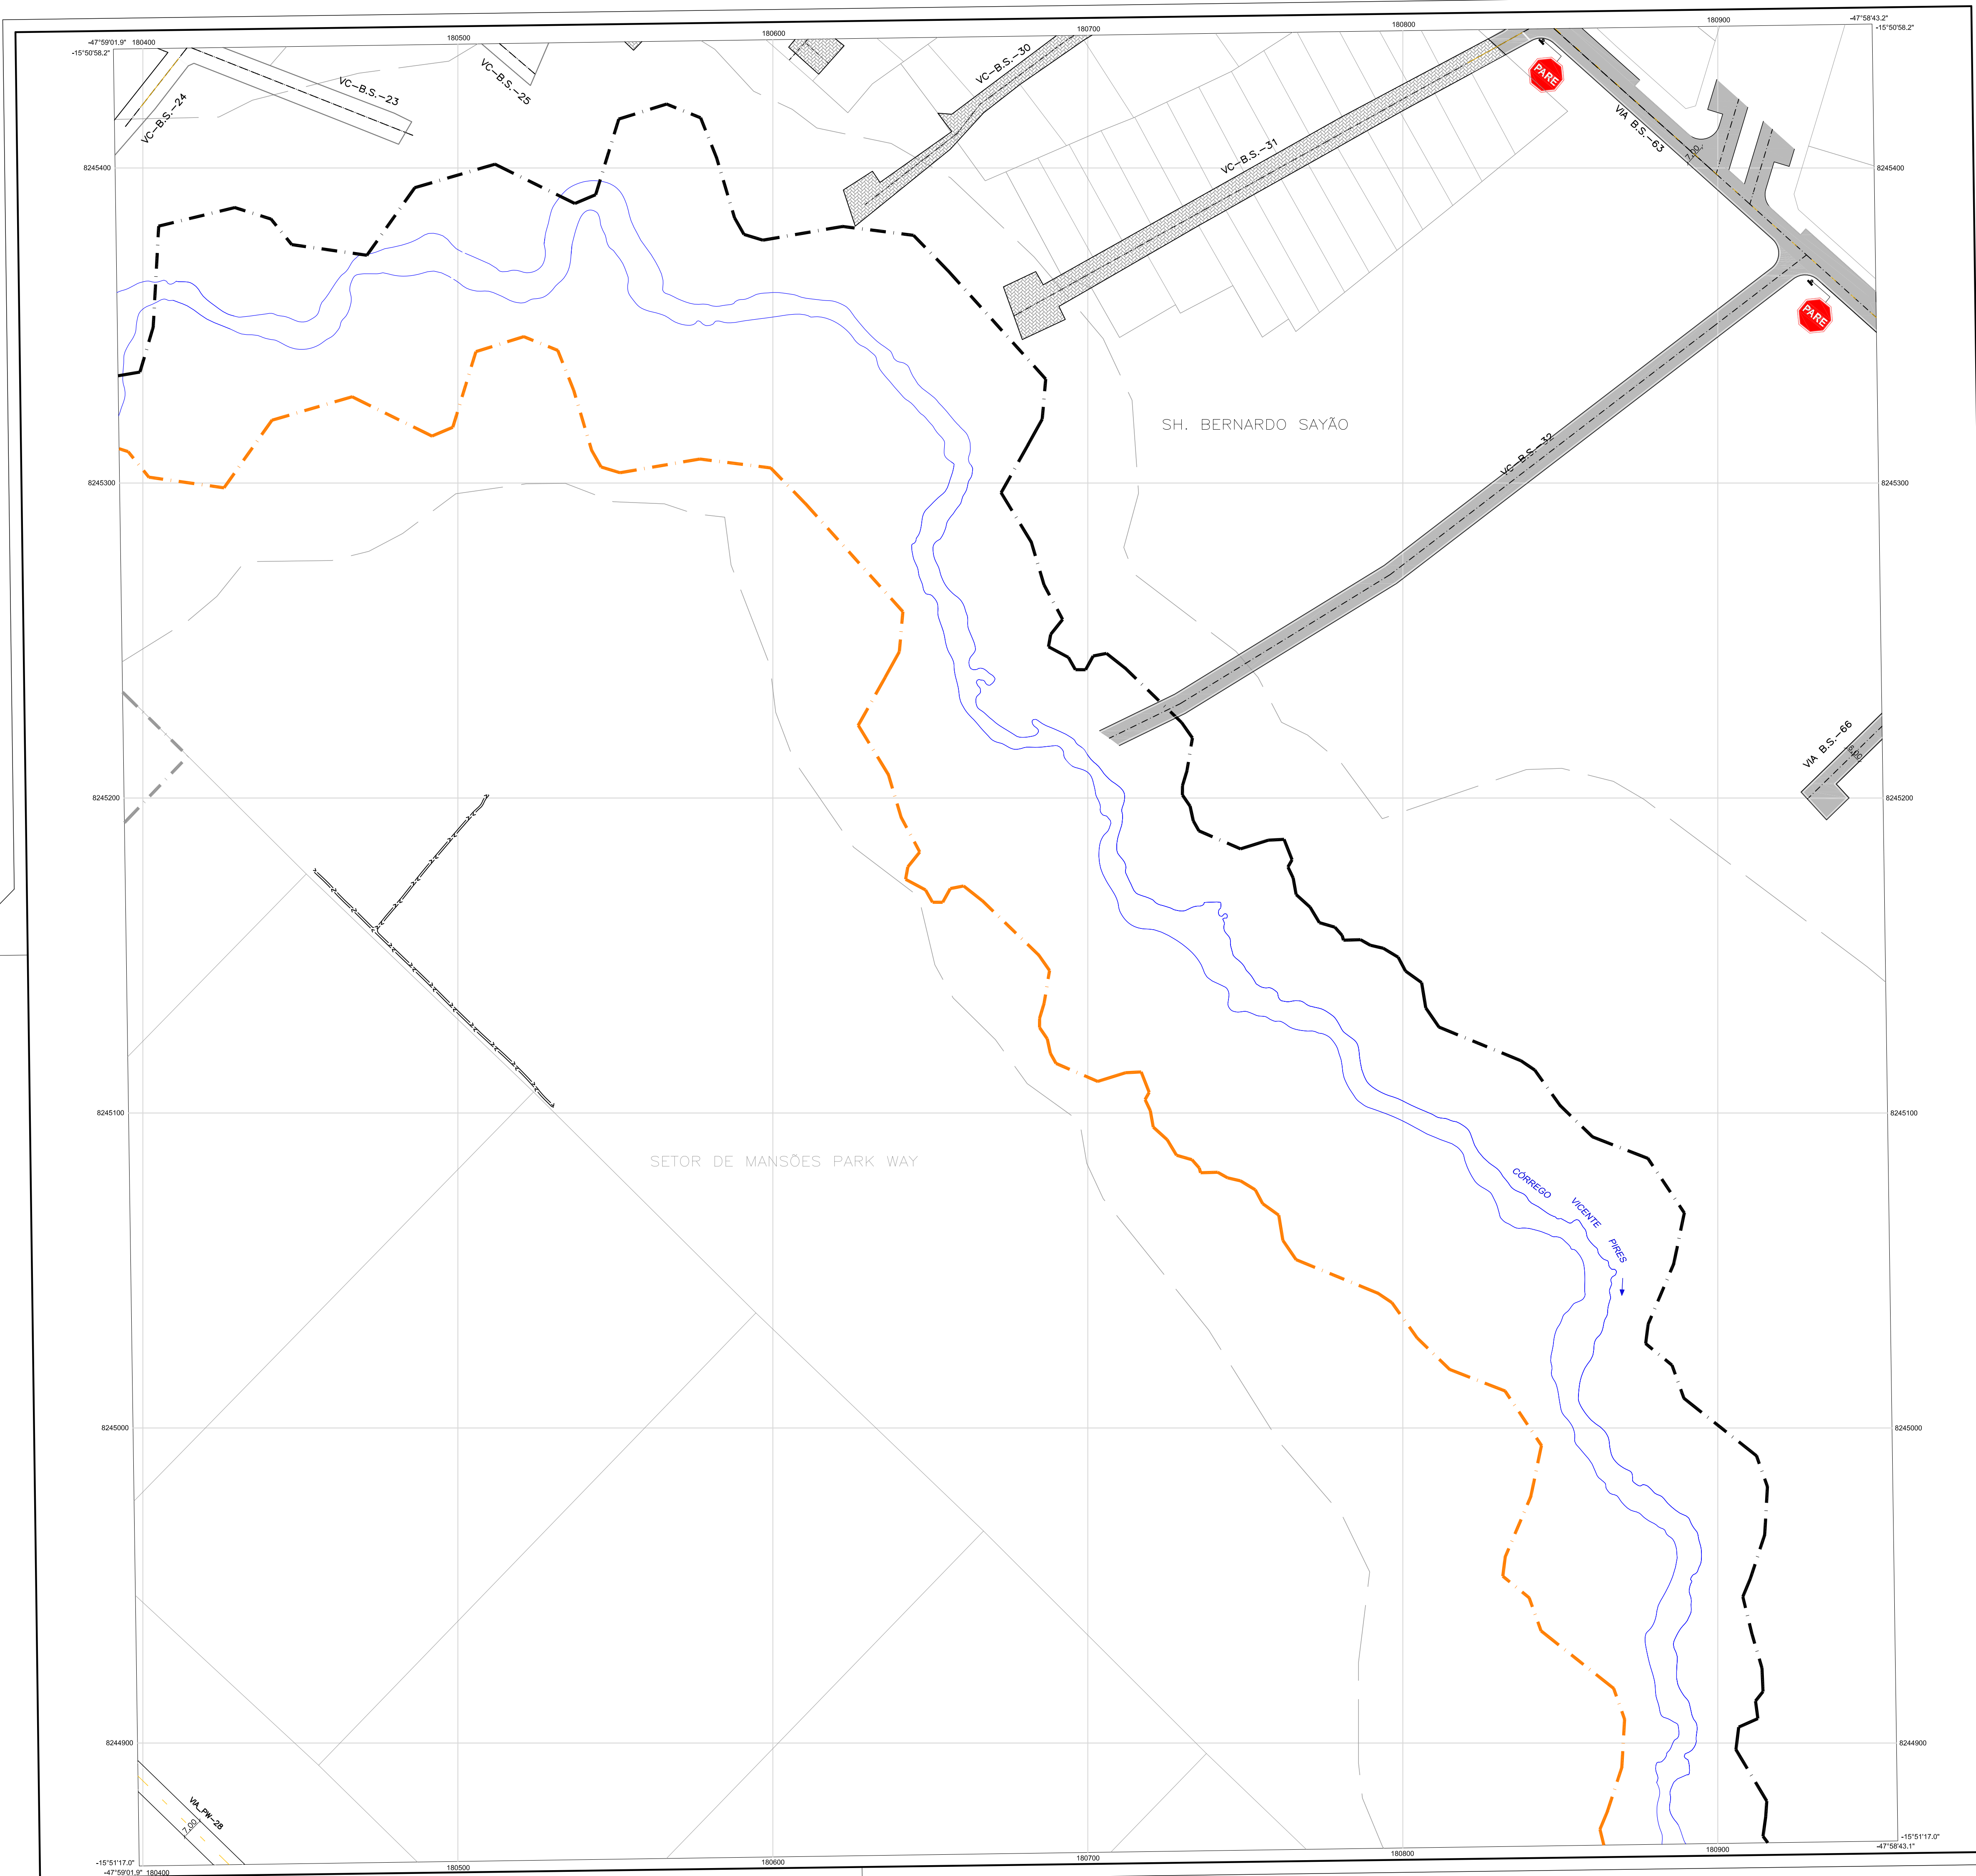 -47°59'01.9" 180400
180500
180600
180700
180800
180900
-47°58'43.2"
-15°50'58.2"
-15°50'58.2"
VC-B.S.-24
VC-B.S.-23
VC-B.S.-25
VC-B.S.-30
VC-B.S.-31
PARE
VIA B.S.-63
7,00
8245400
8245400
PARE
SH. BERNARDO SAYÃO
VC-B.S.-32
8245300
8245300
VIA B.S.-66
6,00
8245200
8245200
8245100
8245100
SETOR DE MANSÕES PARK WAY
CÓRREGO
VICENTE
PIRES
8245000
8245000
8244900
8244900
VIA_PW-28
7,00
-15°51'17.0"
-15°51'17.0"
-47°59'01.9" 180400
180500
180600
180700
180800
180900
-47°58'43.1"